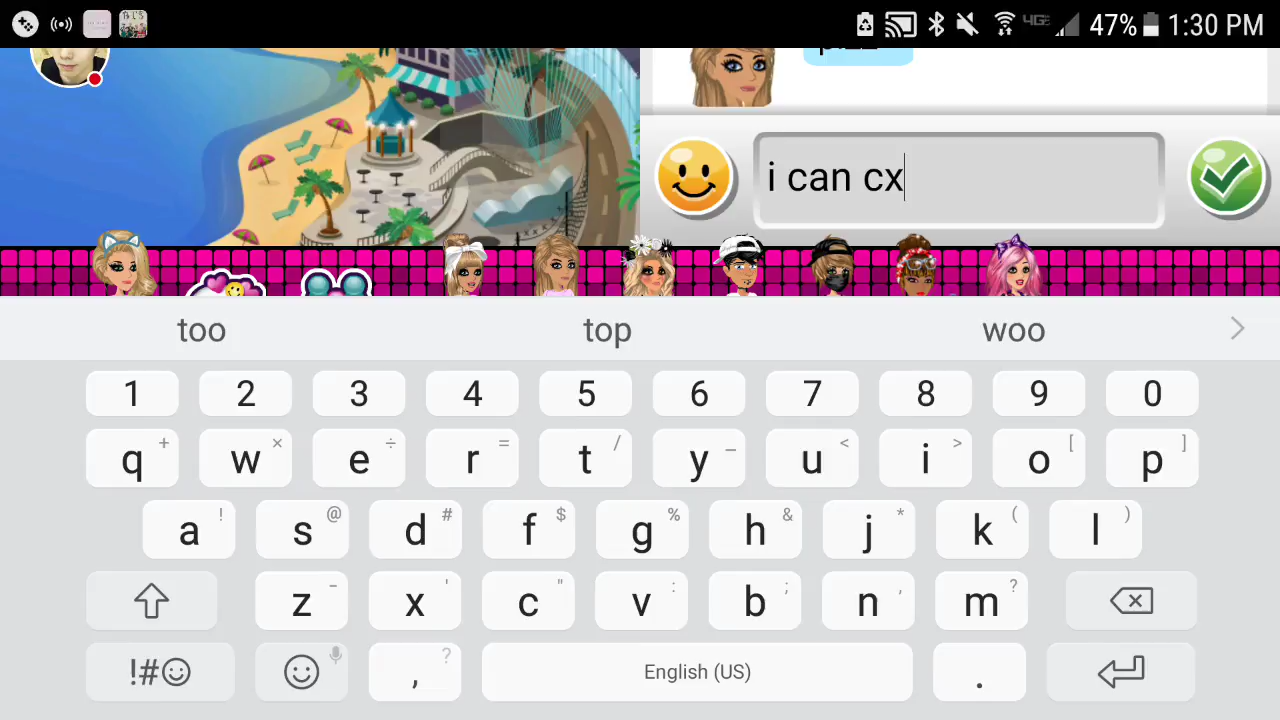 4G 47% 1:30 PM
i can cx
too top woo
1 2 3 4 5 6 7 8 9 0
q + w × e ÷ r = t / y _ u < i > o [ p ]
a ! s @ d # f $ g % h & j * k ( l )
z - x ' c " v : b ; n , m ?
!#☺ , ? English (US) .